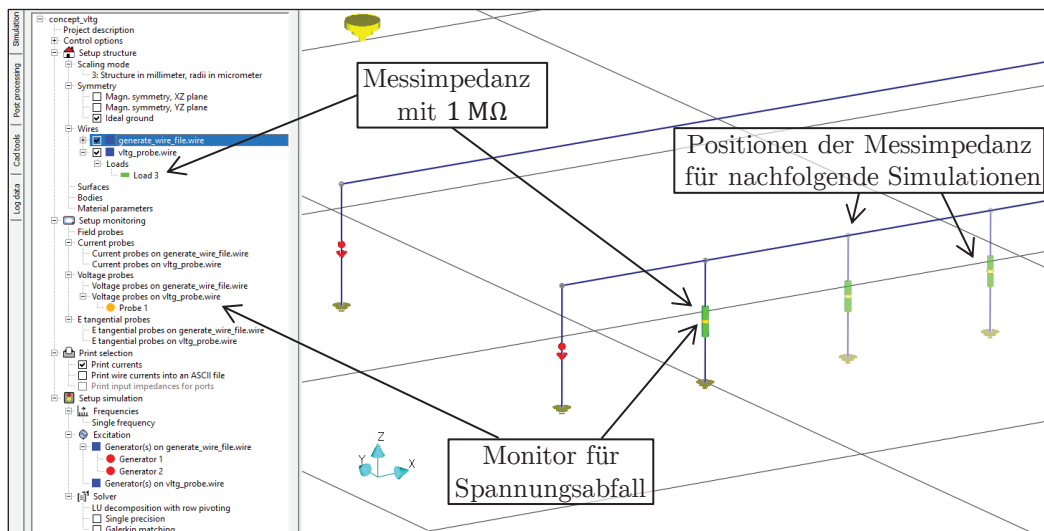 Simulation
Post processing
Cad tools
Log data
concept_vltg
Project description
Control options
Setup structure
Scaling mode
3: Structure in millimeter, radii in micrometer
Symmetry
Magn. symmetry, XZ plane
Magn. symmetry, YZ plane
Ideal ground
Wires
generate_wire_file.wire
vltg_probe.wire
Loads
Load 3
Surfaces
Bodies
Material parameters
Setup monitoring
Field probes
Current probes
Current probes on generate_wire_file.wire
Current probes on vltg_probe.wire
Voltage probes
Voltage probes on generate_wire_file.wire
Voltage probes on vltg_probe.wire
Probe 1
E tangential probes
E tangential probes on generate_wire_file.wire
E tangential probes on vltg_probe.wire
Print selection
Print currents
Print wire currents into an ASCII file
Print input impedances for ports
Setup simulation
Frequencies
Single frequency
Excitation
Generator(s) on generate_wire_file.wire
Generator 1
Generator 2
Generator(s) on vltg_probe.wire
Solver
LU decomposition with row pivoting
Single precision
Galerkin matching
Messimpedanz
mit 1 MΩ
Positionen der Messimpedanz
für nachfolgende Simulationen
Monitor für
Spannungsabfall
Z
Y
X